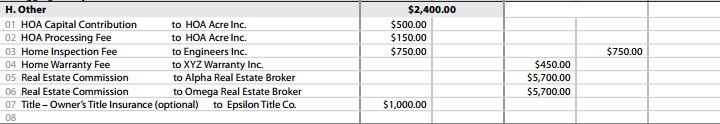 H. Other $2,400.00
01 HOA Capital Contribution to HOA Acre Inc. $500.00
02 HOA Processing Fee to HOA Acre Inc. $150.00
03 Home Inspection Fee to Engineers Inc. $750.00 $750.00
04 Home Warranty Fee to XYZ Warranty Inc. $450.00
05 Real Estate Commission to Alpha Real Estate Broker $5,700.00
06 Real Estate Commission to Omega Real Estate Broker $5,700.00
07 Title – Owner's Title Insurance (optional) to Epsilon Title Co. $1,000.00
08